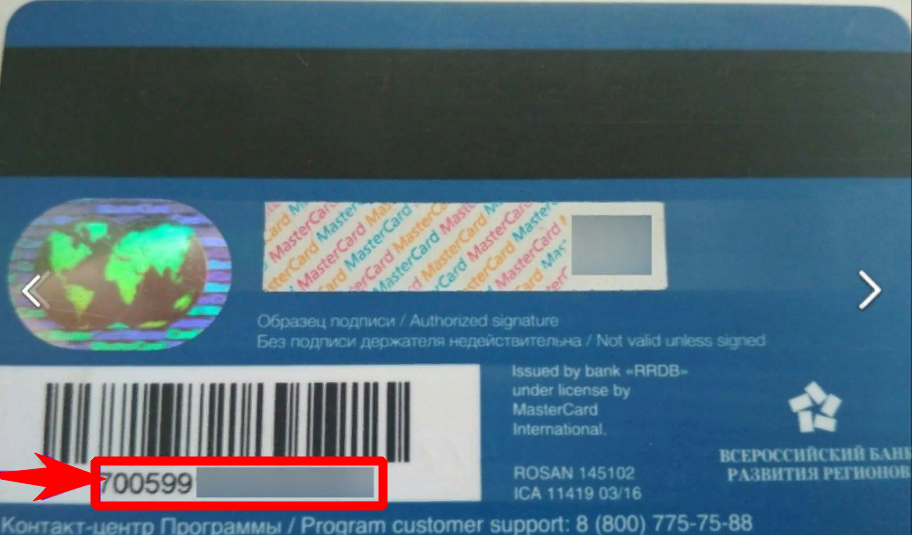 MasterCard MasterCard MasterCard
Образец подписи / Authorized signature
Без подписи держателя недействительна / Not valid unless signed
Issued by bank «RRDB»
under license by
MasterCard
International.
ВСЕРОССИЙСКИЙ БАНК
РАЗВИТИЯ РЕГИОНОВ
ROSAN 145102
ICA 11419 03/16
700599
Контакт-центр Программы / Program customer support: 8 (800) 775-75-88